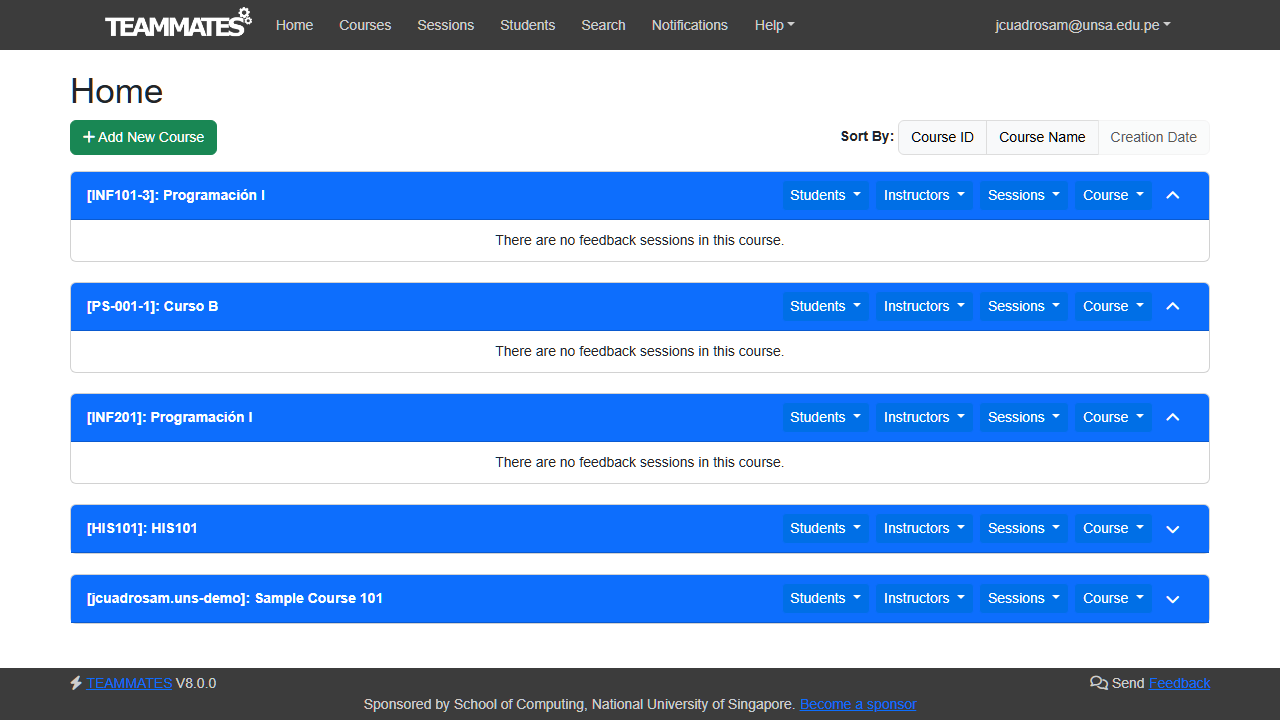 TEAMMATES Home Courses Sessions Students Search Notifications Help jcuadrosam@unsa.edu.pe
Home
+ Add New Course Sort By: Course ID Course Name Creation Date
[INF101-3]: Programación I Students Instructors Sessions Course
There are no feedback sessions in this course.
[PS-001-1]: Curso B Students Instructors Sessions Course
There are no feedback sessions in this course.
[INF201]: Programación I Students Instructors Sessions Course
There are no feedback sessions in this course.
[HIS101]: HIS101 Students Instructors Sessions Course
[jcuadrosam.uns-demo]: Sample Course 101 Students Instructors Sessions Course
TEAMMATES V8.0.0 Send Feedback
Sponsored by School of Computing, National University of Singapore. Become a sponsor